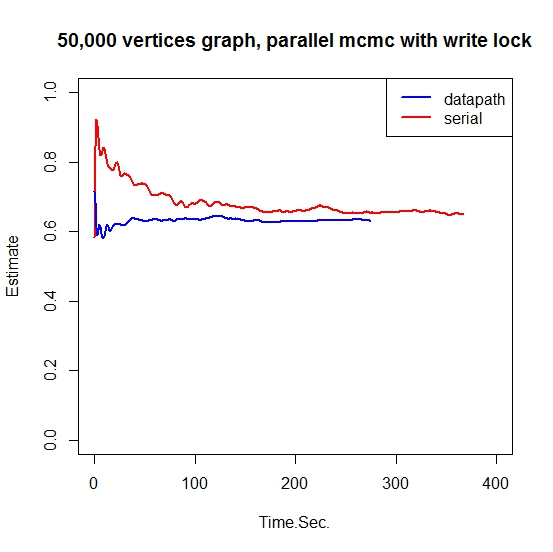 50,000 vertices graph, parallel mcmc with write lock
datapath
serial
Estimate
1.0
0.8
0.6
0.4
0.2
0.0
0 100 200 300 400
Time.Sec.